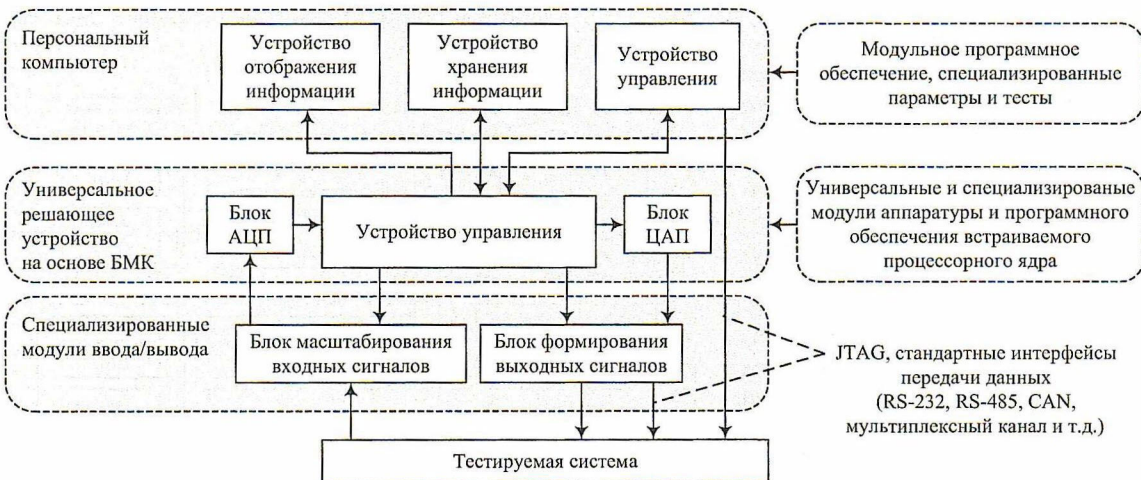 Персональный
компьютер
Устройство
отображения
информации
Устройство
хранения
информации
Устройство
управления
Модульное программное
обеспечение, специализированные
параметры и тесты
Универсальное
решающее
устройство
на основе БМК
Блок
АЦП
Устройство управления
Блок
ЦАП
Универсальные и специализированые
модули аппаратуры и программного
обеспечения встраиваемого
процессорного ядра
Специализированные
модули ввода/вывода
Блок масштабирования
входных сигналов
Блок формирования
выходных сигналов
JTAG, стандартные интерфейсы
передачи данных
(RS-232, RS-485, CAN,
мультиплексный канал и т.д.)
Тестируемая система